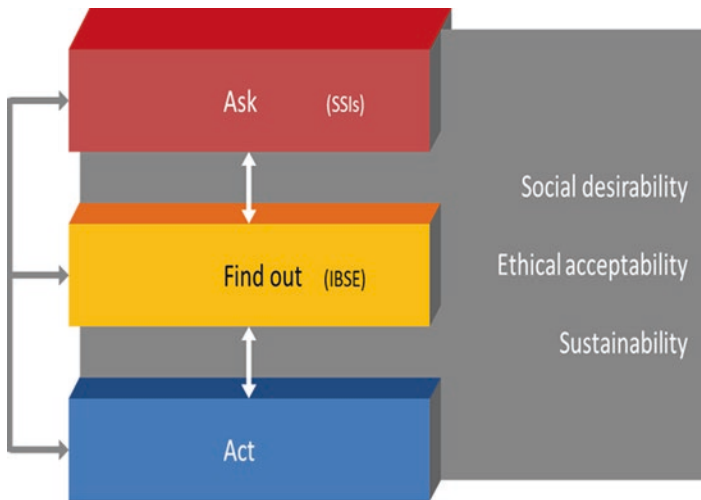 Ask (SSIs)
Find out (IBSE)
Act
Social desirability
Ethical acceptability
Sustainability